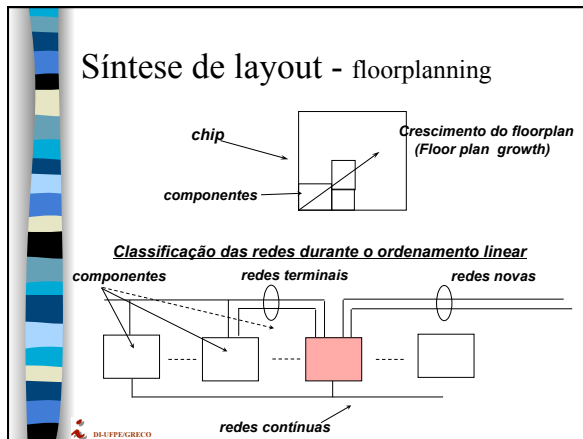 Síntese de layout - floorplanning
chip
Crescimento do floorplan
(Floor plan growth)
componentes
Classificação das redes durante o ordenamento linear
componentes
redes terminais
redes novas
redes contínuas
DI-UFPE/GRECO